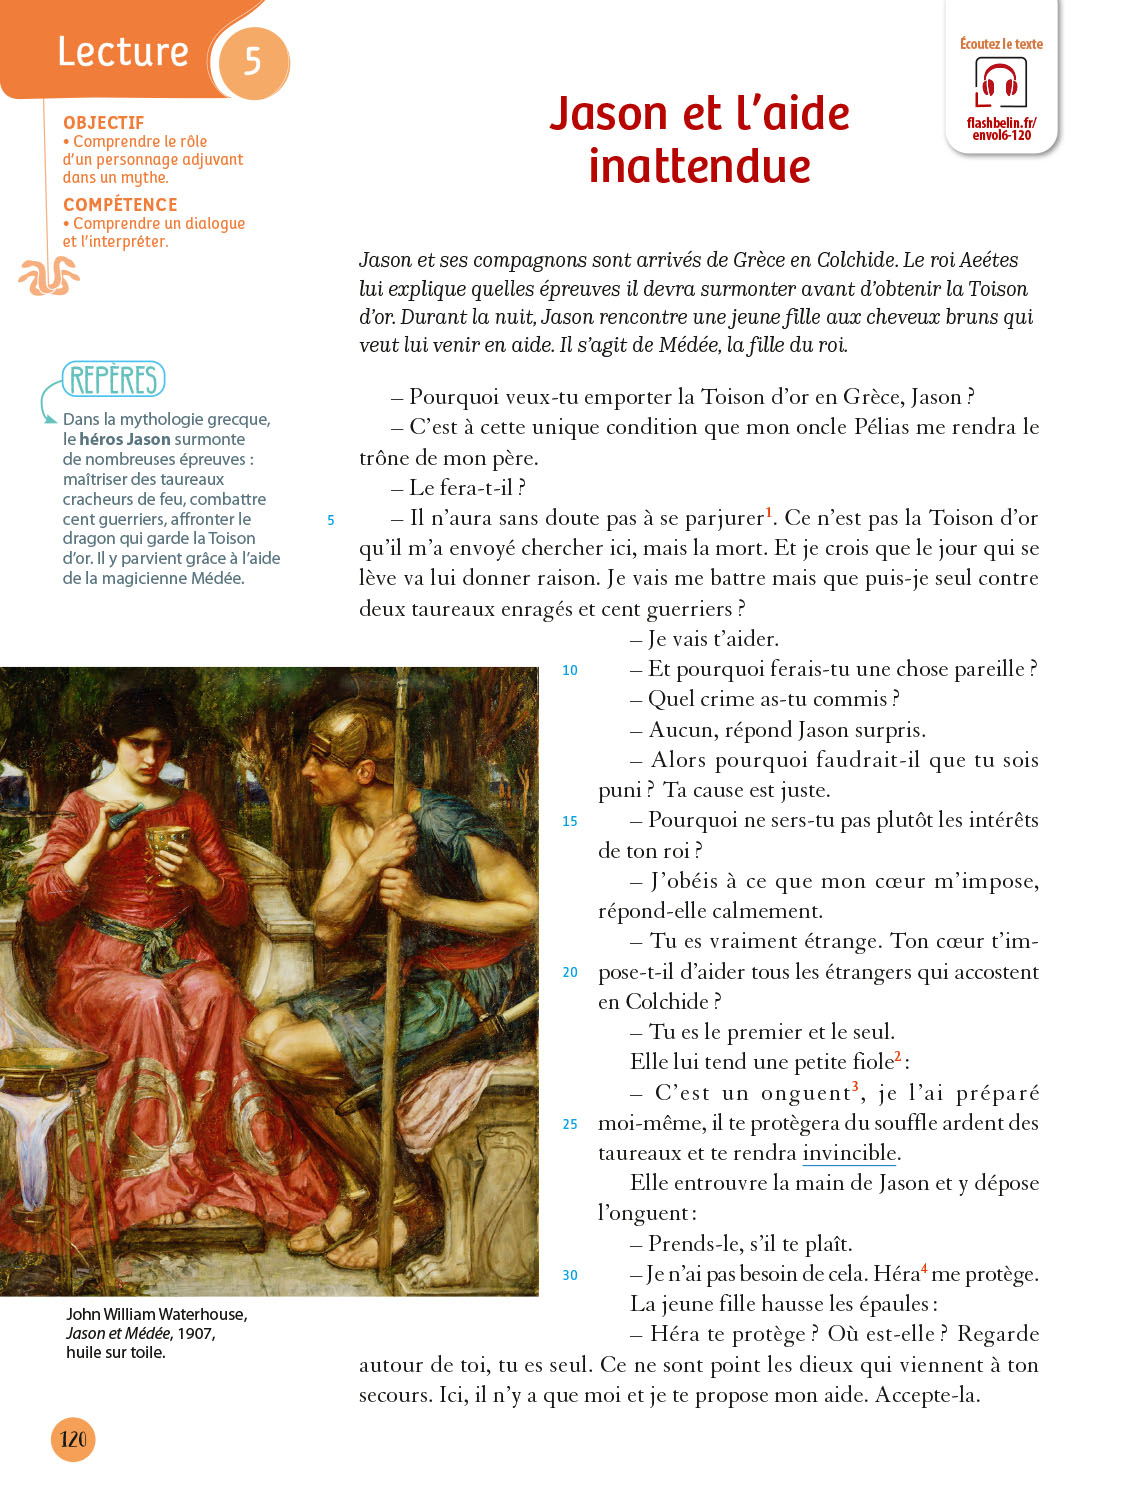 Lecture 5
Écoutez le texte
flashbelin.fr/
envol6-120
OBJECTIF
• Comprendre le rôle
d'un personnage adjuvant
dans un mythe.
COMPÉTENCE
• Comprendre un dialogue
et l'interpréter.
Jason et l'aide
inattendue
Jason et ses compagnons sont arrivés de Grèce en Colchide. Le roi Aeétes
lui explique quelles épreuves il devra surmonter avant d'obtenir la Toison
d'or. Durant la nuit, Jason rencontre une jeune fille aux cheveux bruns qui
veut lui venir en aide. Il s'agit de Médée, la fille du roi.
REPÈRES
Dans la mythologie grecque,
le héros Jason surmonte
de nombreuses épreuves :
maîtriser des taureaux
cracheurs de feu, combattre
cent guerriers, affronter le
dragon qui garde la Toison
d'or. Il y parvient grâce à l'aide
de la magicienne Médée.
– Pourquoi veux-tu emporter la Toison d'or en Grèce, Jason ?
– C'est à cette unique condition que mon oncle Pélias me rendra le
trône de mon père.
– Le fera-t-il ?
5 – Il n'aura sans doute pas à se parjurer1. Ce n'est pas la Toison d'or
qu'il m'a envoyé chercher ici, mais la mort. Et je crois que le jour qui se
lève va lui donner raison. Je vais me battre mais que puis-je seul contre
deux taureaux enragés et cent guerriers ?
– Je vais t'aider.
10 – Et pourquoi ferais-tu une chose pareille ?
– Quel crime as-tu commis ?
– Aucun, répond Jason surpris.
– Alors pourquoi faudrait-il que tu sois
puni ? Ta cause est juste.
15 – Pourquoi ne sers-tu pas plutôt les intérêts
de ton roi ?
– J'obéis à ce que mon cœur m'impose,
répond-elle calmement.
– Tu es vraiment étrange. Ton cœur t'im-
20 pose-t-il d'aider tous les étrangers qui accostent
en Colchide ?
– Tu es le premier et le seul.
Elle lui tend une petite fiole2 :
– C'est un onguent3, je l'ai préparé
25 moi-même, il te protègera du souffle ardent des
taureaux et te rendra invincible.
Elle entrouvre la main de Jason et y dépose
l'onguent :
– Prends-le, s'il te plaît.
30 – Je n'ai pas besoin de cela. Héra4 me protège.
La jeune fille hausse les épaules :
– Héra te protège ? Où est-elle ? Regarde
autour de toi, tu es seul. Ce ne sont point les dieux qui viennent à ton
secours. Ici, il n'y a que moi et je te propose mon aide. Accepte-la.
John William Waterhouse,
Jason et Médée, 1907,
huile sur toile.
120